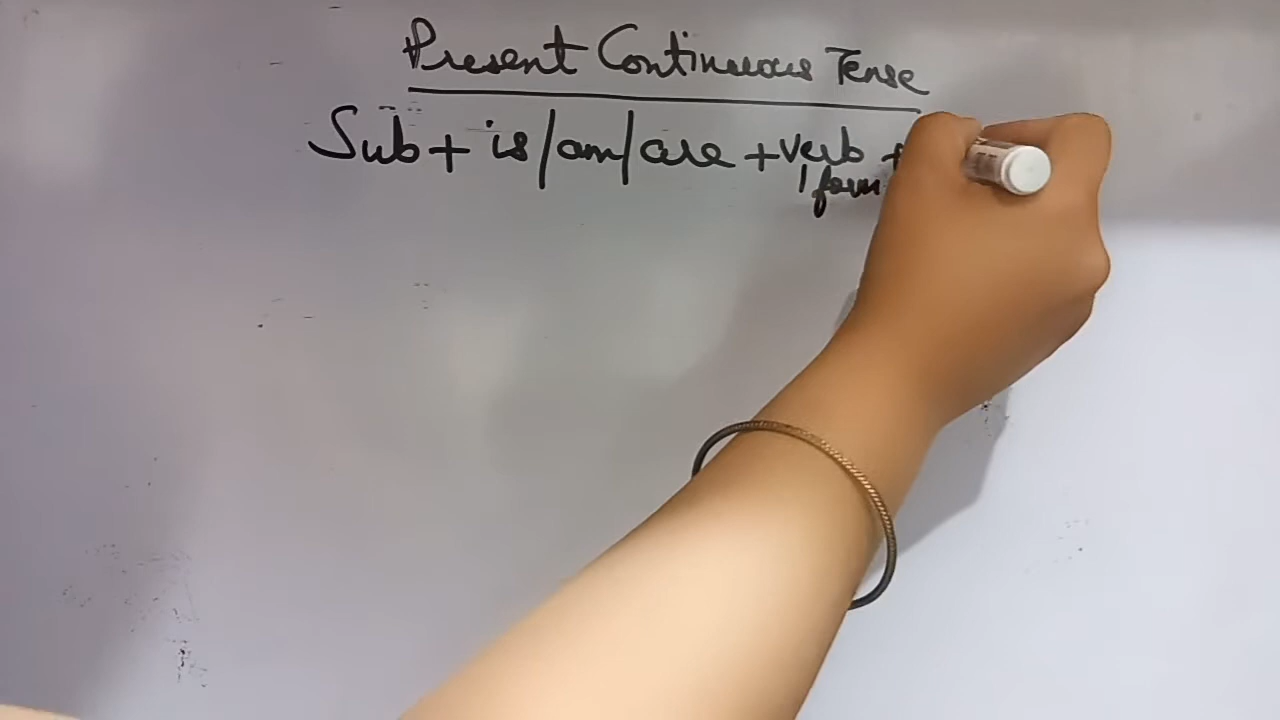 Present Continuous Tense
Sub + is/am/are + verb +
1 form